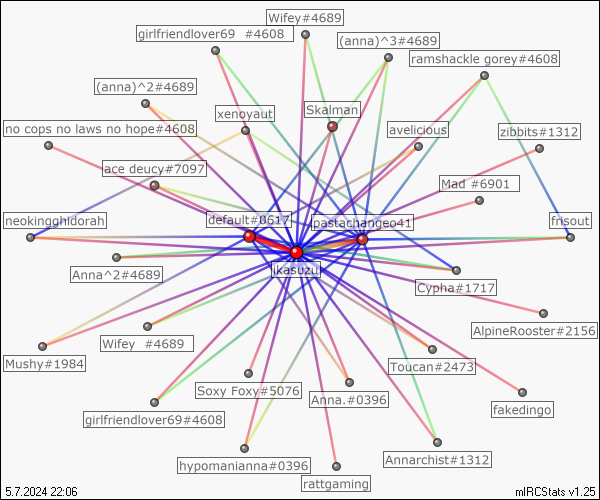 Wifey#4689
girlfriendlover69 #4608
(anna)^3#4689
ramshackle gorey#4608
(anna)^2#4689
xenoyaut
Skalman
no cops no laws no hope#4608
avelicious
zibbits#1312
ace deucy#7097
Mad #6901
neokingghidorah
default#0617
pastachangeo41
frisout
Anna^2#4689
ikasuzu
Cypha#1717
AlpineRooster#2156
Wifey #4689
Mushy#1984
Toucan#2473
Soxy Foxy#5076
Anna.#0396
fakedingo
girlfriendlover69#4608
hypomanianna#0396
Annarchist#1312
rattgaming
5.7.2024 22:06
mIRCStats v1.25